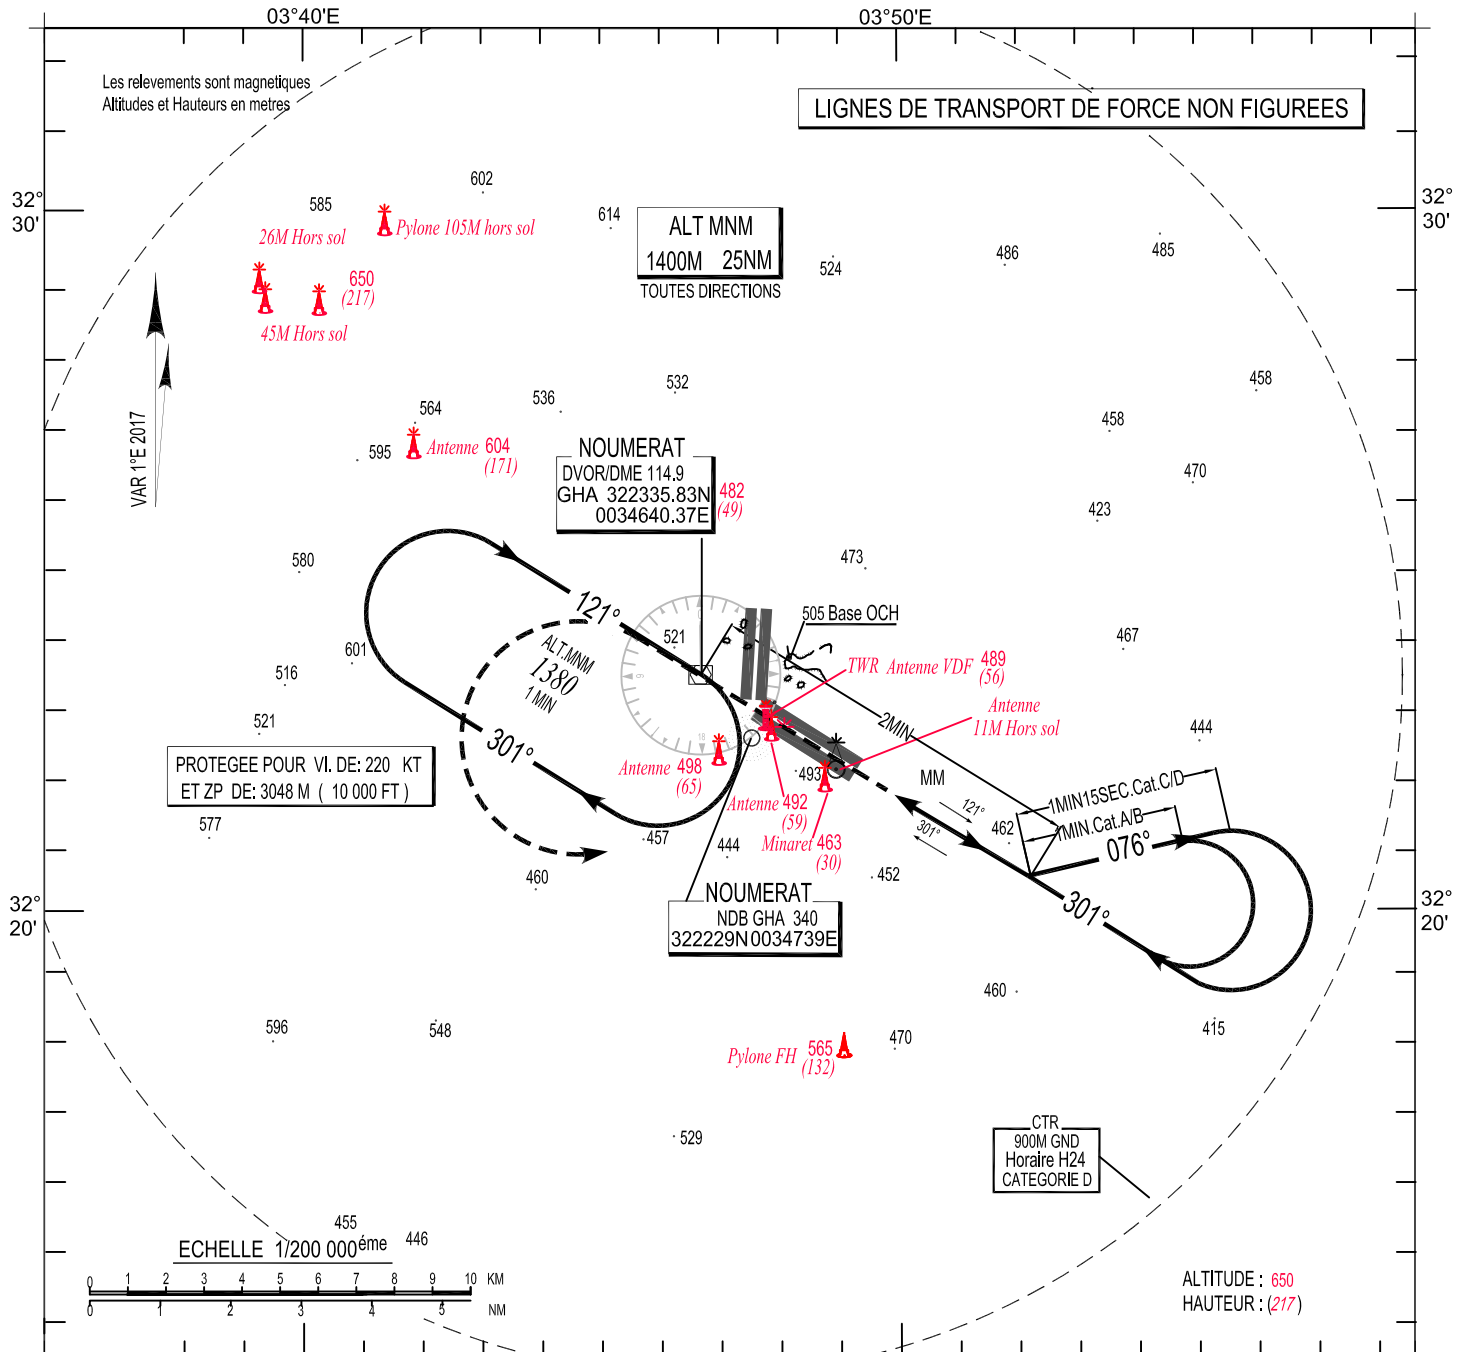 03°40'E
03°50'E
Les relevements sont magnetiques
Altitudes et Hauteurs en metres
LIGNES DE TRANSPORT DE FORCE NON FIGUREES
32°
30'
32°
30'
602
585
614
26M Hors sol
Pylone 105M hors sol
ALT MNM
1400M 25NM
TOUTES DIRECTIONS
524
486
485
650
(217)
45M Hors sol
VAR 1°E 2017
532
536
564
458
458
595
Antenne 604
(171)
NOUMERAT
DVOR/DME 114.9
GHA 322335.83N
0034640.37E
482
(49)
470
423
473
580
121°
505 Base OCH
521
467
601
516
ALT.MNM
1380
1 MIN
TWR Antenne VDF 489
(56)
Antenne
11M Hors sol
2MIN
521
301°
444
PROTEGEE POUR VI. DE: 220 KT
ET ZP DE: 3048 M ( 10 000 FT )
Antenne 498
(65)
493
MM
Antenne 492
(59)
121°
301°
1MIN15SEC.Cat.C/D
1MIN.Cat.A/B
076°
462
577
457
444
Minaret 463
(30)
460
452
NOUMERAT
NDB GHA 340
322229N 0034739E
301°
32°
20'
32°
20'
460
415
596
548
470
Pylone FH 565
(132)
529
CTR
900M GND
Horaire H24
CATEGORIE D
455
446
ECHELLE 1/200 000éme
0 1 2 3 4 5 6 7 8 9 10 KM
0 1 2 3 4 5 NM
ALTITUDE : 650
HAUTEUR : (217)